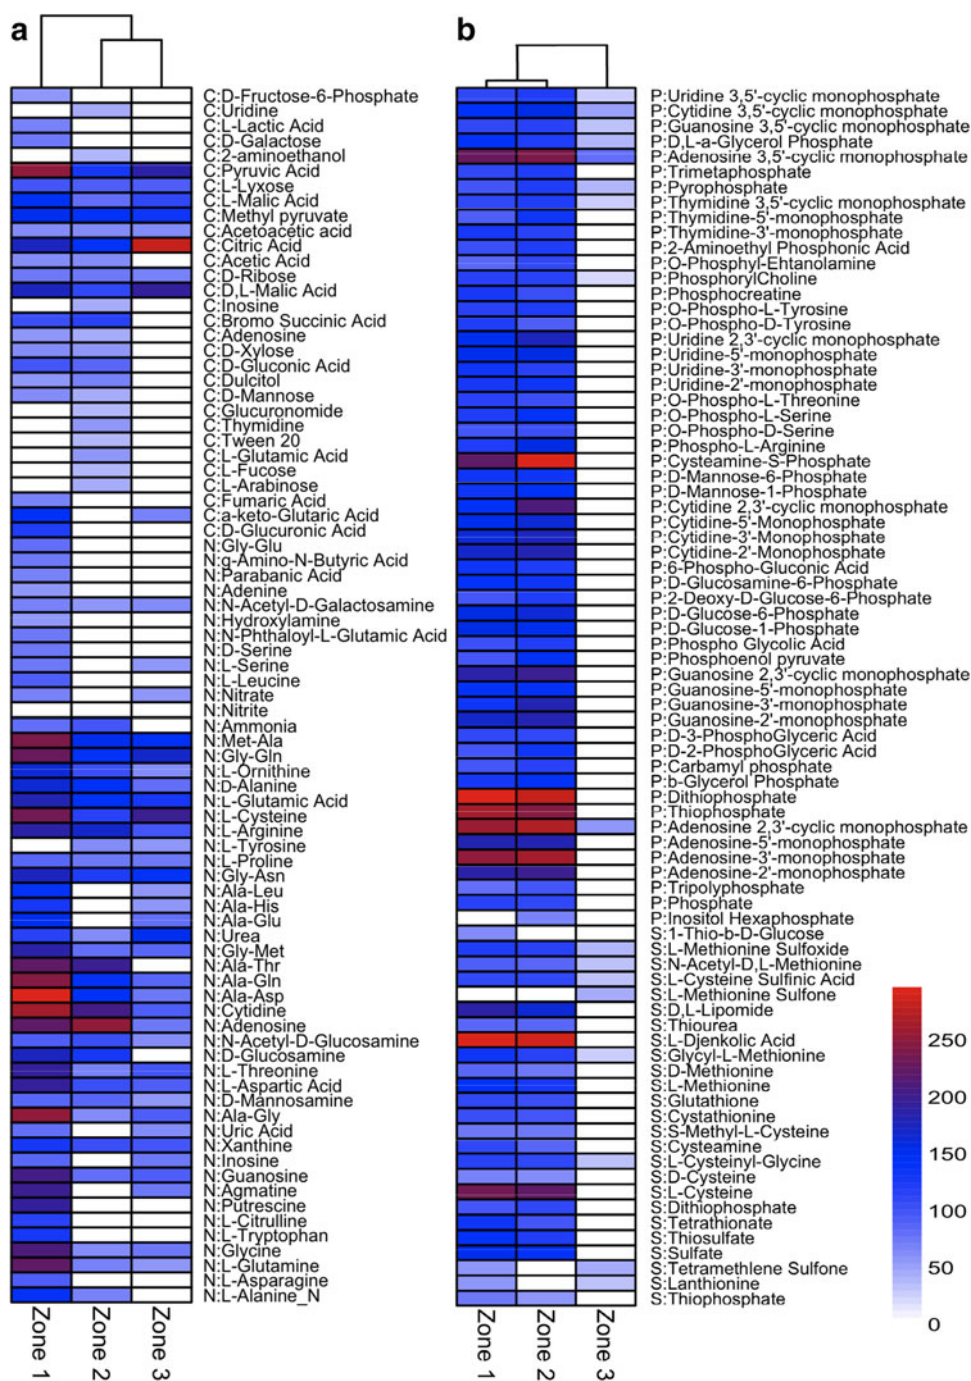 a
C:D-Fructose-6-Phosphate
C:Uridine
C:L-Lactic Acid
C:D-Galactose
C:2-aminoethanol
C:Pyruvic Acid
C:L-Lyxose
C:L-Malic Acid
C:Methyl pyruvate
C:Acetoacetic acid
C:Citric Acid
C:Acetic Acid
C:D-Ribose
C:D,L-Malic Acid
C:Inosine
C:Bromo Succinic Acid
C:Adenosine
C:D-Xylose
C:D-Gluconic Acid
C:Dulcitol
C:D-Mannose
C:Glucuronomide
C:Thymidine
C:Tween 20
C:L-Glutamic Acid
C:L-Fucose
C:L-Arabinose
C:Fumaric Acid
C:a-keto-Glutaric Acid
C:D-Glucuronic Acid
N:Gly-Glu
N:g-Amino-N-Butyric Acid
N:Parabanic Acid
N:Adenine
N:N-Acetyl-D-Galactosamine
N:Hydroxylamine
N:N-Phthaloyl-L-Glutamic Acid
N:D-Serine
N:L-Serine
N:L-Leucine
N:Nitrate
N:Nitrite
N:Ammonia
N:Met-Ala
N:Gly-Gln
N:L-Ornithine
N:D-Alanine
N:L-Glutamic Acid
N:L-Cysteine
N:L-Arginine
N:L-Tyrosine
N:L-Proline
N:Gly-Asn
N:Ala-Leu
N:Ala-His
N:Ala-Glu
N:Urea
N:Gly-Met
N:Ala-Thr
N:Ala-Gln
N:Ala-Asp
N:Cytidine
N:Adenosine
N:N-Acetyl-D-Glucosamine
N:D-Glucosamine
N:L-Threonine
N:L-Aspartic Acid
N:D-Mannosamine
N:Ala-Gly
N:Uric Acid
N:Xanthine
N:Inosine
N:Guanosine
N:Agmatine
N:Putrescine
N:L-Citrulline
N:L-Tryptophan
N:Glycine
N:L-Glutamine
N:L-Asparagine
N:L-Alanine_N
Zone 1
Zone 2
Zone 3
b
P:Uridine 3,5'-cyclic monophosphate
P:Cytidine 3,5'-cyclic monophosphate
P:Guanosine 3,5'-cyclic monophosphate
P:D,L-a-Glycerol Phosphate
P:Adenosine 3,5'-cyclic monophosphate
P:Trimetaphosphate
P:Pyrophosphate
P:Thymidine 3,5'-cyclic monophosphate
P:Thymidine-5'-monophosphate
P:Thymidine-3'-monophosphate
P:2-Aminoethyl Phosphonic Acid
P:O-Phosphyl-Ehtanolamine
P:PhosphorylCholine
P:Phosphocreatine
P:O-Phospho-L-Tyrosine
P:O-Phospho-D-Tyrosine
P:Uridine 2,3'-cyclic monophosphate
P:Uridine-5'-monophosphate
P:Uridine-3'-monophosphate
P:Uridine-2'-monophosphate
P:O-Phospho-L-Threonine
P:O-Phospho-L-Serine
P:O-Phospho-D-Serine
P:Phospho-L-Arginine
P:Cysteamine-S-Phosphate
P:D-Mannose-6-Phosphate
P:D-Mannose-1-Phosphate
P:Cytidine 2,3'-cyclic monophosphate
P:Cytidine-5'-Monophosphate
P:Cytidine-3'-Monophosphate
P:Cytidine-2'-Monophosphate
P:6-Phospho-Gluconic Acid
P:D-Glucosamine-6-Phosphate
P:2-Deoxy-D-Glucose-6-Phosphate
P:D-Glucose-6-Phosphate
P:D-Glucose-1-Phosphate
P:Phospho Glycolic Acid
P:Phosphoenol pyruvate
P:Guanosine 2,3'-cyclic monophosphate
P:Guanosine-5'-monophosphate
P:Guanosine-3'-monophosphate
P:Guanosine-2'-monophosphate
P:D-3-PhosphoGlyceric Acid
P:D-2-PhosphoGlyceric Acid
P:Carbamyl phosphate
P:b-Glycerol Phosphate
P:Dithiophosphate
P:Thiophosphate
P:Adenosine 2,3'-cyclic monophosphate
P:Adenosine-5'-monophosphate
P:Adenosine-3'-monophosphate
P:Adenosine-2'-monophosphate
P:Tripolyphosphate
P:Phosphate
P:Inositol Hexaphosphate
S:1-Thio-b-D-Glucose
S:L-Methionine Sulfoxide
S:N-Acetyl-D,L-Methionine
S:L-Cysteine Sulfinic Acid
S:L-Methionine Sulfone
S:D,L-Lipomide
S:Thiourea
S:L-Djenkolic Acid
S:Glycyl-L-Methionine
S:D-Methionine
S:L-Methionine
S:Glutathione
S:Cystathionine
S:S-Methyl-L-Cysteine
S:Cysteamine
S:L-Cysteinyl-Glycine
S:D-Cysteine
S:L-Cysteine
S:Dithiophosphate
S:Tetrathionate
S:Thiosulfate
S:Sulfate
S:Tetramethlene Sulfone
S:Lanthionine
S:Thiophosphate
Zone 1
Zone 2
Zone 3
250
200
150
100
50
0